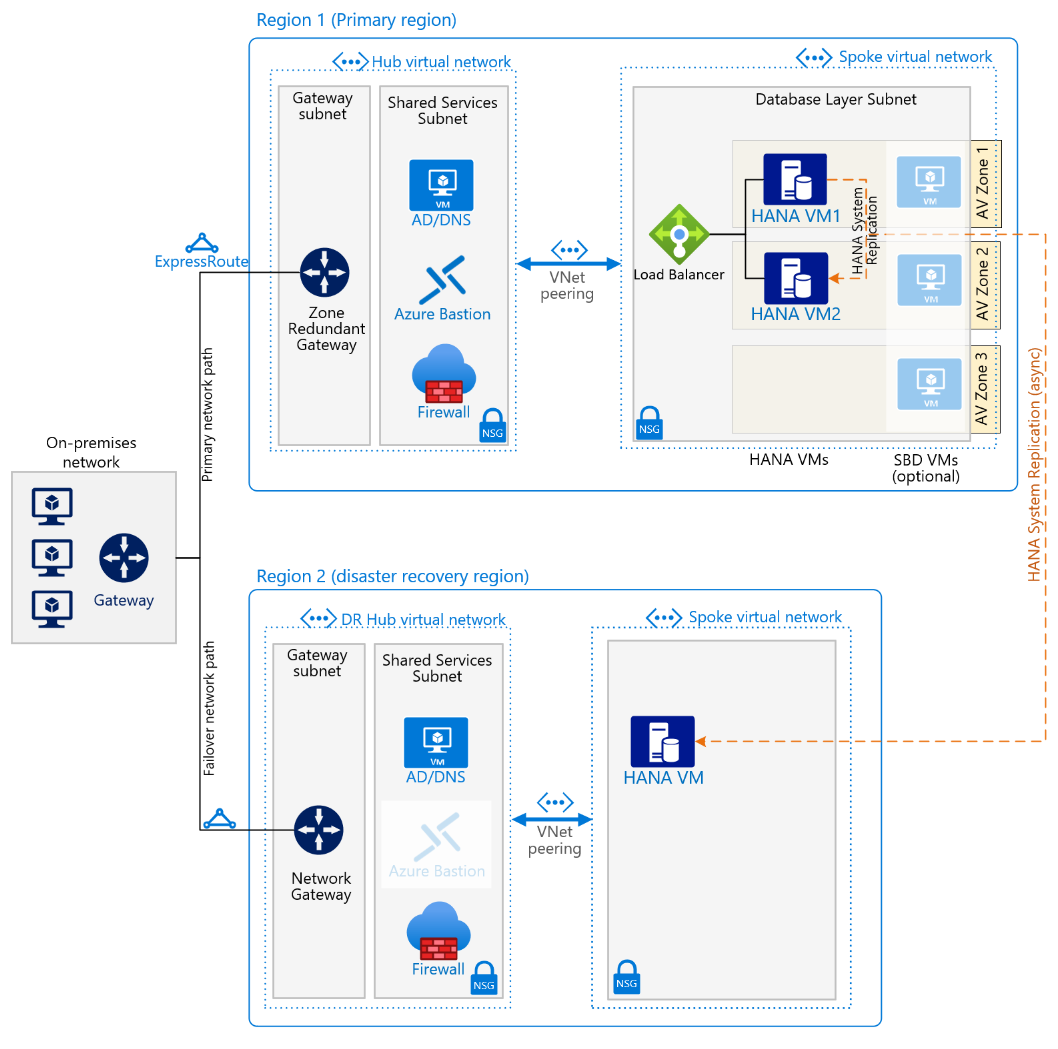 Region 1 (Primary region)
Hub virtual network
Spoke virtual network
Gateway
subnet
Shared Services
Subnet
Database Layer Subnet
VM
AD/DNS
Azure Bastion
Firewall
NSG
ExpressRoute
Zone
Redundant
Gateway
VNet
peering
Load Balancer
HANA VM1
HANA VM2
HANA System
Replication
VM
VM
VM
AV Zone 1
AV Zone 2
AV Zone 3
NSG
HANA VMs
SBD VMs
(optional)
HANA System Replication (async)
Primary network path
On-premises
network
Gateway
Failover network path
Region 2 (disaster recovery region)
DR Hub virtual network
Spoke virtual network
Gateway
subnet
Shared Services
Subnet
VM
AD/DNS
Azure Bastion
Firewall
NSG
Network
Gateway
VNet
peering
HANA VM
NSG